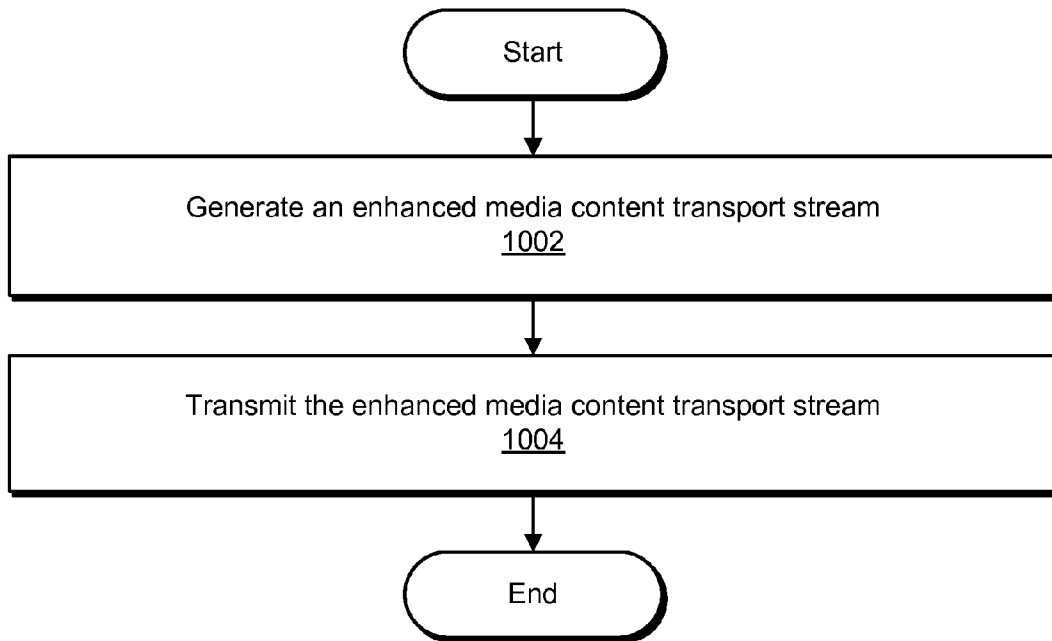 Start
Generate an enhanced media content transport stream
1002
Transmit the enhanced media content transport stream
1004
End